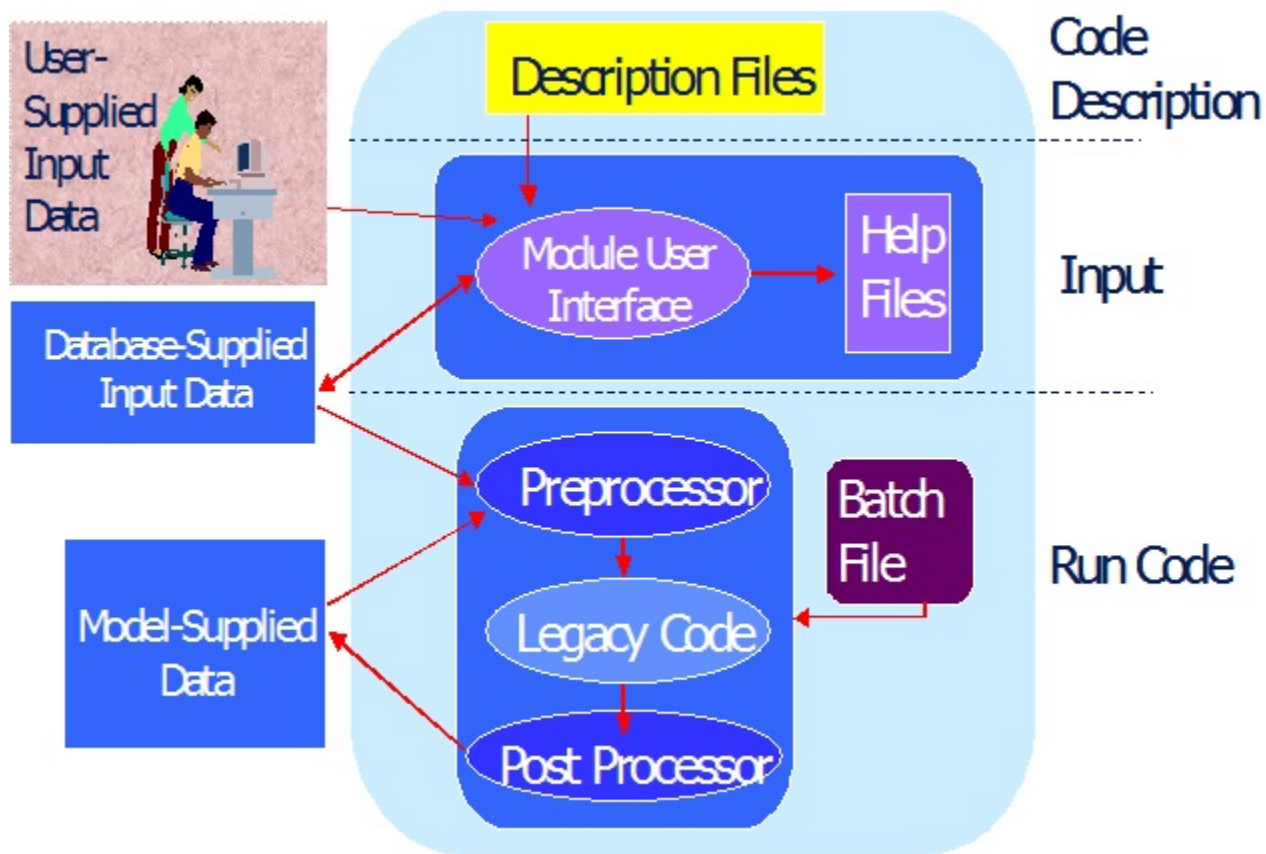 User-
Supplied
Input
Data
Description Files
Code
Description
Module User
Interface
Help
Files
Input
Database-Supplied
Input Data
Preprocessor
Batch
File
Run Code
Legacy Code
Model-Supplied
Data
Post Processor